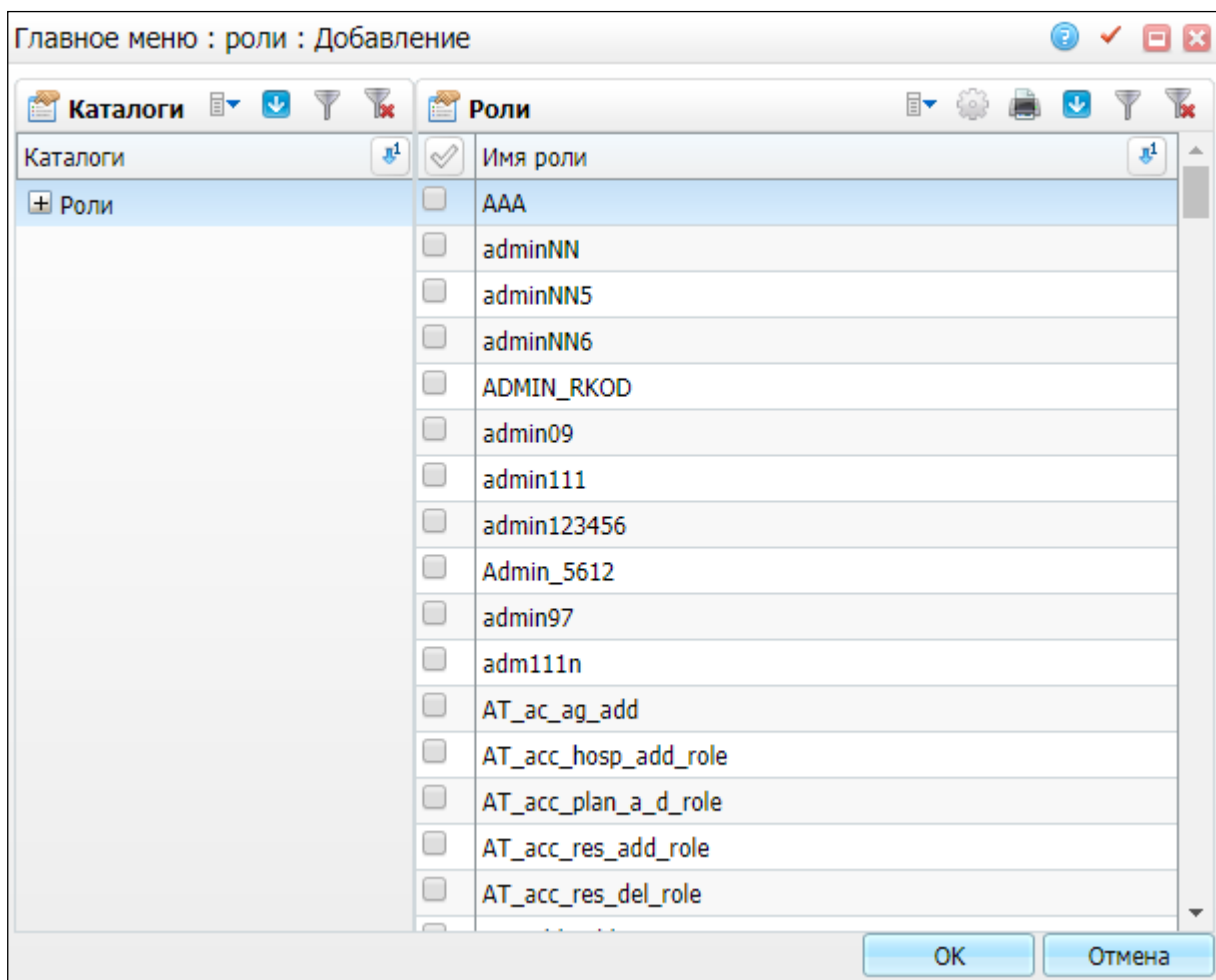 Главное меню : роли : Добавление
Каталоги
Роли
Каталоги
Имя роли
Роли
AAA
adminNN
adminNN5
adminNN6
ADMIN_RKOD
admin09
admin111
admin123456
Admin_5612
admin97
adm111n
AT_ac_ag_add
AT_acc_hosp_add_role
AT_acc_plan_a_d_role
AT_acc_res_add_role
AT_acc_res_del_role
OK
Отмена